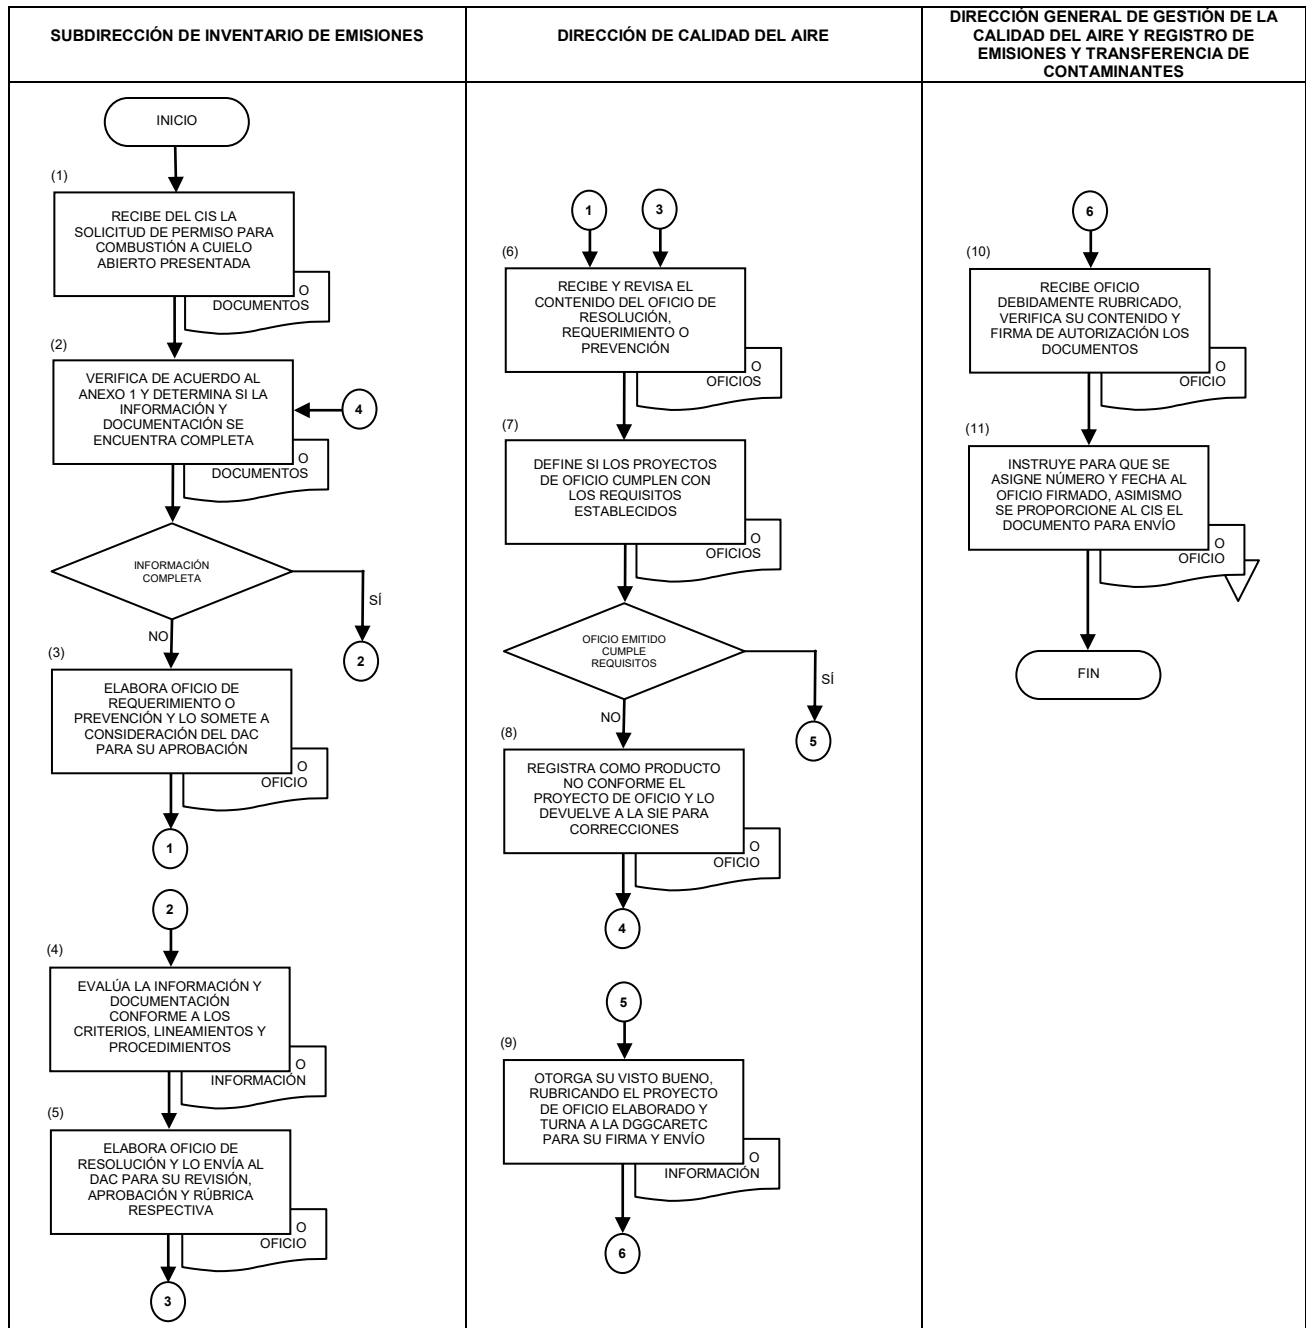 SUBDIRECCIÓN DE INVENTARIO DE EMISIONES
DIRECCIÓN DE CALIDAD DEL AIRE
DIRECCIÓN GENERAL DE GESTIÓN DE LA
CALIDAD DEL AIRE Y REGISTRO DE
EMISIONES Y TRANSFERENCIA DE
CONTAMINANTES
INICIO
(1)
RECIBE DEL CIS LA
SOLICITUD DE PERMISO PARA
COMBUSTIÓN A CUIELO
ABIERTO PRESENTADA
O
DOCUMENTOS
(2)
VERIFICA DE ACUERDO AL
ANEXO 1 Y DETERMINA SI LA
INFORMACIÓN Y
DOCUMENTACIÓN SE
ENCUENTRA COMPLETA
4
O
DOCUMENTOS
INFORMACIÓN
COMPLETA
SÍ
2
NO
(3)
ELABORA OFICIO DE
REQUERIMIENTO O
PREVENCIÓN Y LO SOMETE A
CONSIDERACIÓN DEL DAC
PARA SU APROBACIÓN
O
OFICIO
1
2
(4)
EVALÚA LA INFORMACIÓN Y
DOCUMENTACIÓN
CONFORME A LOS
CRITERIOS, LINEAMIENTOS Y
PROCEDIMIENTOS
O
INFORMACIÓN
(5)
ELABORA OFICIO DE
RESOLUCIÓN Y LO ENVÍA AL
DAC PARA SU REVISIÓN,
APROBACIÓN Y RÚBRICA
RESPECTIVA
O
OFICIO
3
1
3
(6)
RECIBE Y REVISA EL
CONTENIDO DEL OFICIO DE
RESOLUCIÓN,
REQUERIMIENTO O
PREVENCIÓN
O
OFICIOS
(7)
DEFINE SI LOS PROYECTOS
DE OFICIO CUMPLEN CON
LOS REQUISITOS
ESTABLECIDOS
O
OFICIOS
OFICIO EMITIDO
CUMPLE
REQUISITOS
SÍ
5
NO
(8)
REGISTRA COMO PRODUCTO
NO CONFORME EL
PROYECTO DE OFICIO Y LO
DEVUELVE A LA SIE PARA
CORRECCIONES
O
OFICIO
4
5
(9)
OTORGA SU VISTO BUENO,
RUBRICANDO EL PROYECTO
DE OFICIO ELABORADO Y
TURNA A LA DGGCARETC
PARA SU FIRMA Y ENVÍO
O
INFORMACIÓN
6
6
(10)
RECIBE OFICIO
DEBIDAMENTE RUBRICADO,
VERIFICA SU CONTENIDO Y
FIRMA DE AUTORIZACIÓN LOS
DOCUMENTOS
O
OFICIO
(11)
INSTRUYE PARA QUE SE
ASIGNE NÚMERO Y FECHA AL
OFICIO FIRMADO, ASIMISMO
SE PROPORCIONE AL CIS EL
DOCUMENTO PARA ENVÍO
O
OFICIO
FIN